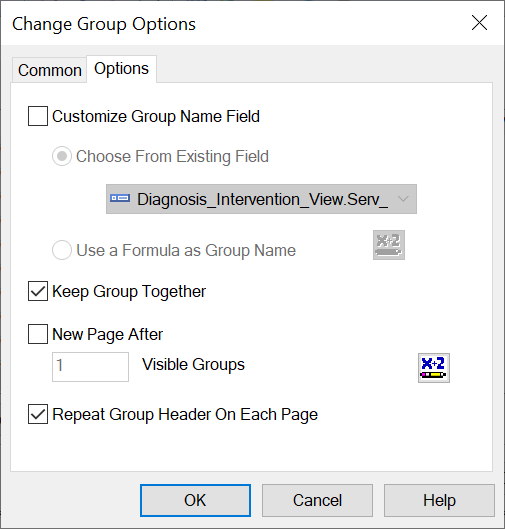 Change Group Options
Common
Options
Customize Group Name Field
Choose From Existing Field
Diagnosis_Intervention_View.Serv_
Use a Formula as Group Name
X+2
Keep Group Together
New Page After
1
Visible Groups
X+2
Repeat Group Header On Each Page
OK
Cancel
Help